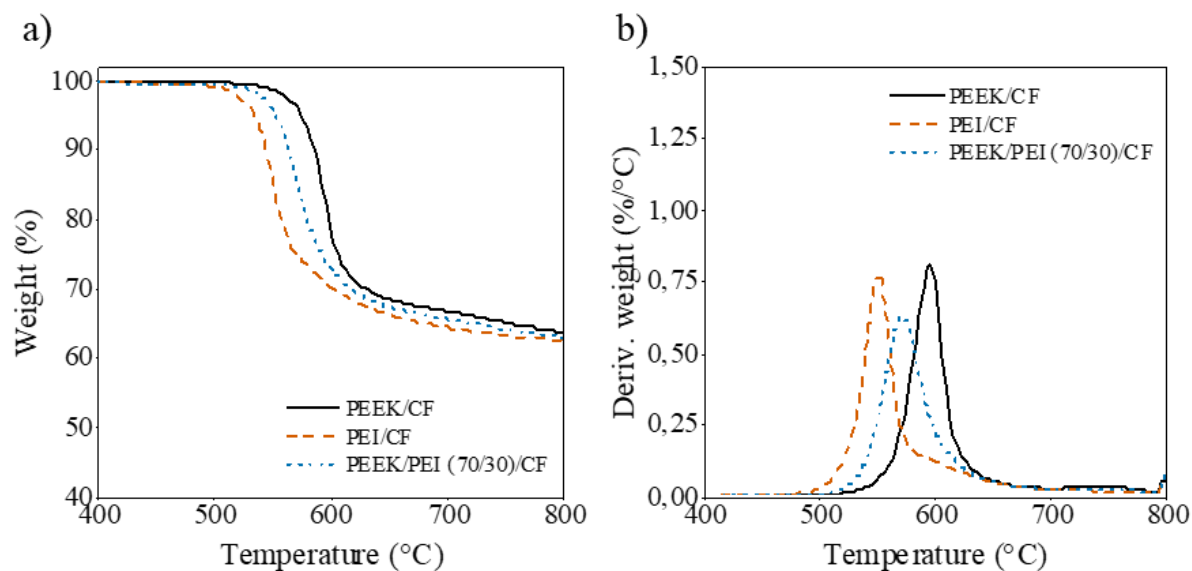 a)
Weight (%)
100
90
80
70
60
50
40
400
500
600
700
800
Temperature (°C)
PEEK/CF
PEI/CF
PEEK/PEI (70/30)/CF
b)
Deriv. weight (%/°C)
1,50
1,25
1,00
0,75
0,50
0,25
0,00
400
500
600
700
800
Temperature (°C)
PEEK/CF
PEI/CF
PEEK/PEI (70/30)/CF